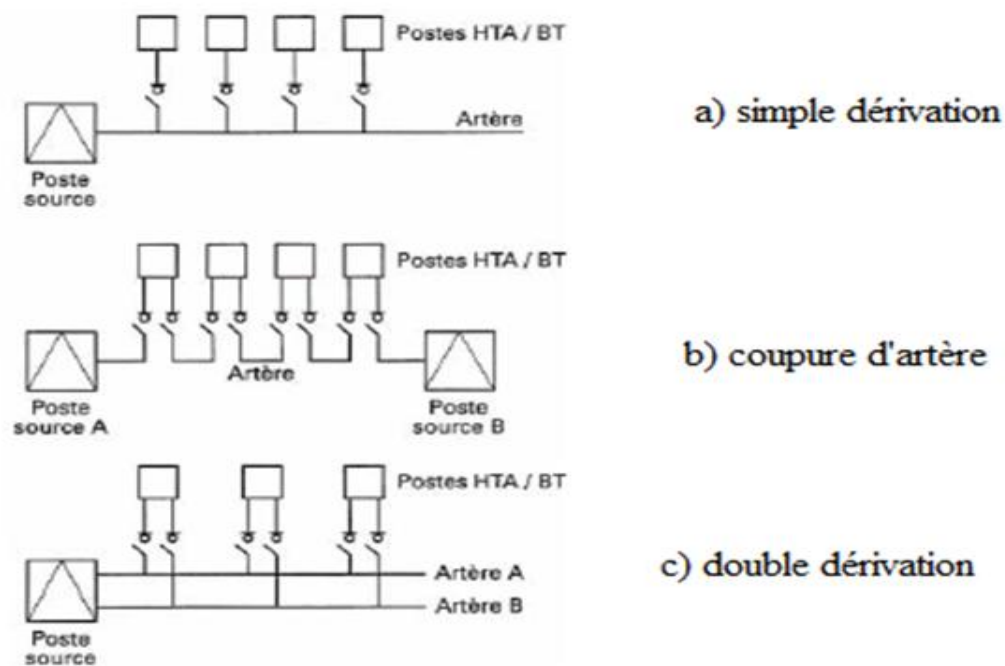 Postes HTA / BT
Artère
Poste
source
a) simple dérivation
Postes HTA / BT
Artère
Poste
source A
Poste
source B
b) coupure d'artère
Postes HTA / BT
Artère A
Artère B
Poste
source
c) double dérivation